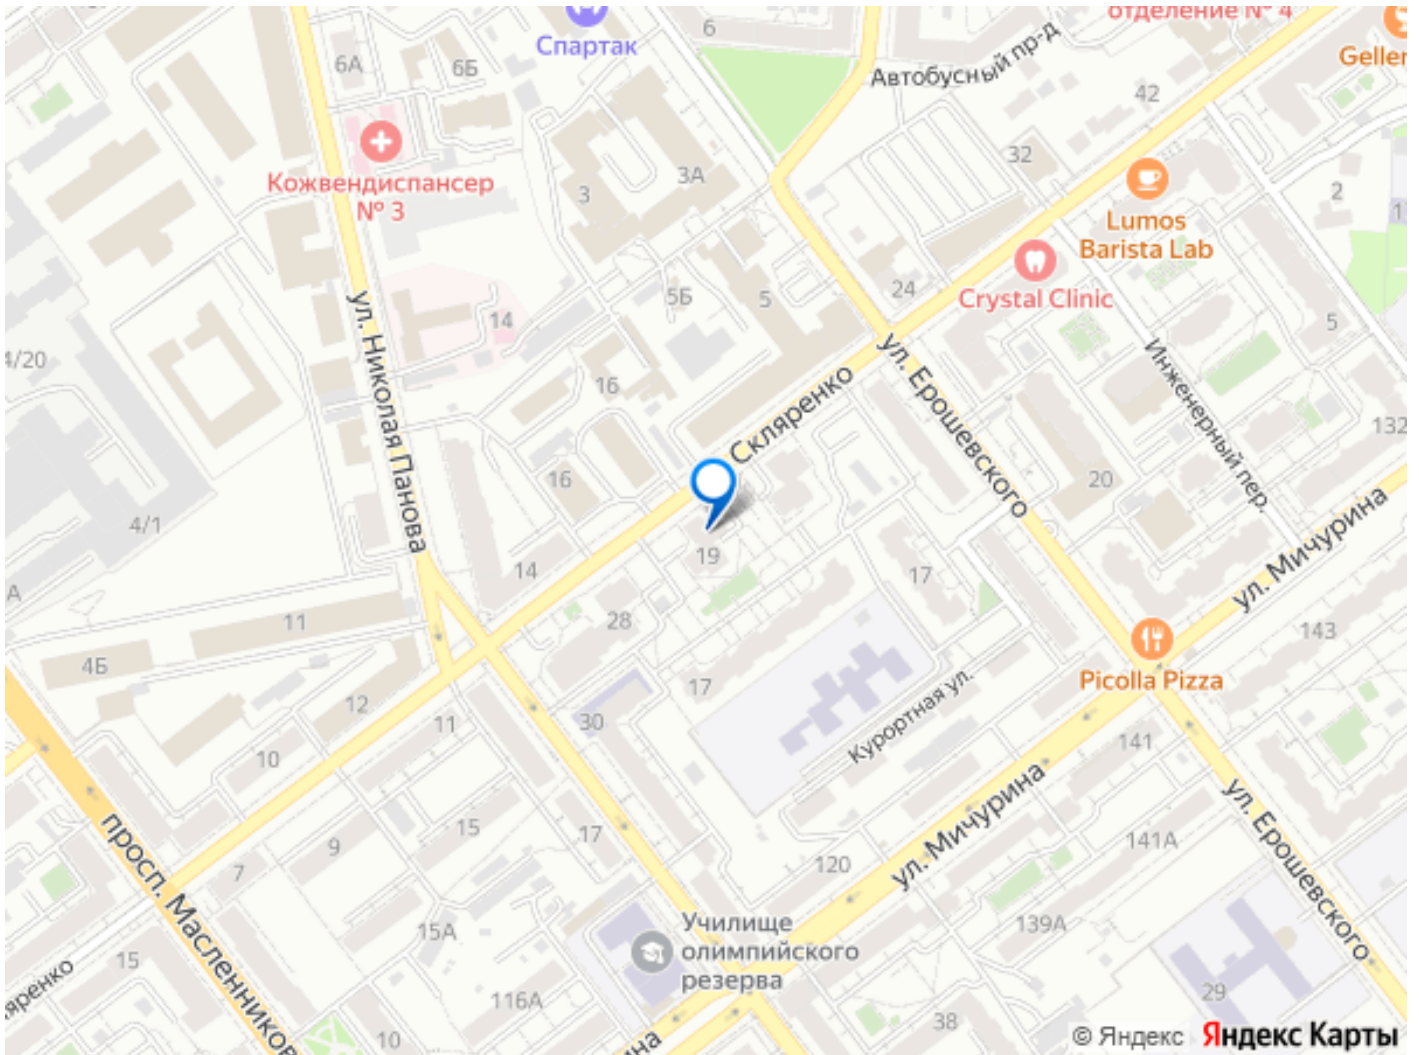 отделение № 4
6
Спартак
6А
6Б
Geller
Автобусный пр-д
42
32
Кожвендиспансер
№ 3
3
3А
2
Lumos
Barista Lab
24
Crystal Clinic
5Б
5
14
5
4/20
ул. Николая Панова
16
Скляренко
ул. Ерошевского
Инженерный пер.
132
16
20
4/1
ул. Мичурина
19
14
17
11
28
143
4Б
Picolla Pizza
17
Курортная ул.
12
11
30
141
10
просп. Масленников
9
15
17
ул. Мичурина
141А
ул. Ерошевского
7
120
15А
Училище
олимпийского
резерва
139А
15
яренко
116А
29
10
38
на
© Яндекс Яндекс Карты